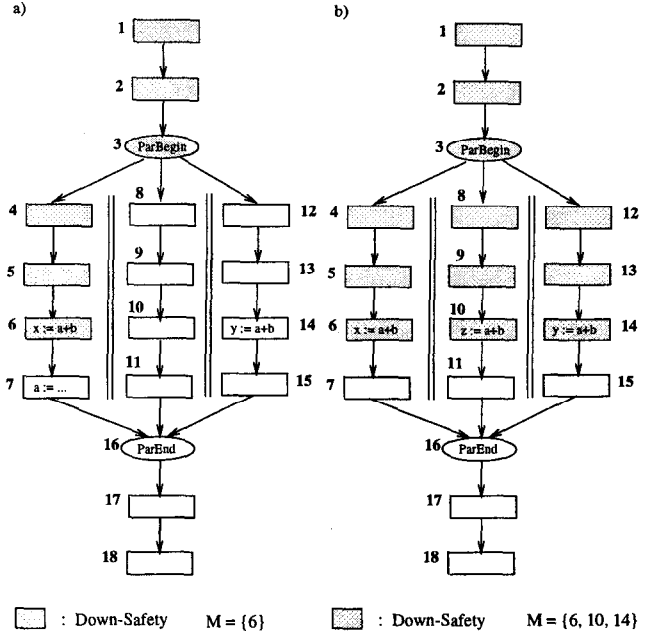 a)
b)
1
2
3 ParBegin
4
8
12
5
9
13
6 x := a+b
10
14 y := a+b
7 a := ...
11
15
16 ParEnd
17
18
: Down-Safety M = {6}
1
2
3 ParBegin
4
8
12
5
9
13
6 x := a+b
10 z := a+b
14 y := a+b
7
11
15
16 ParEnd
17
18
: Down-Safety M = {6, 10, 14}